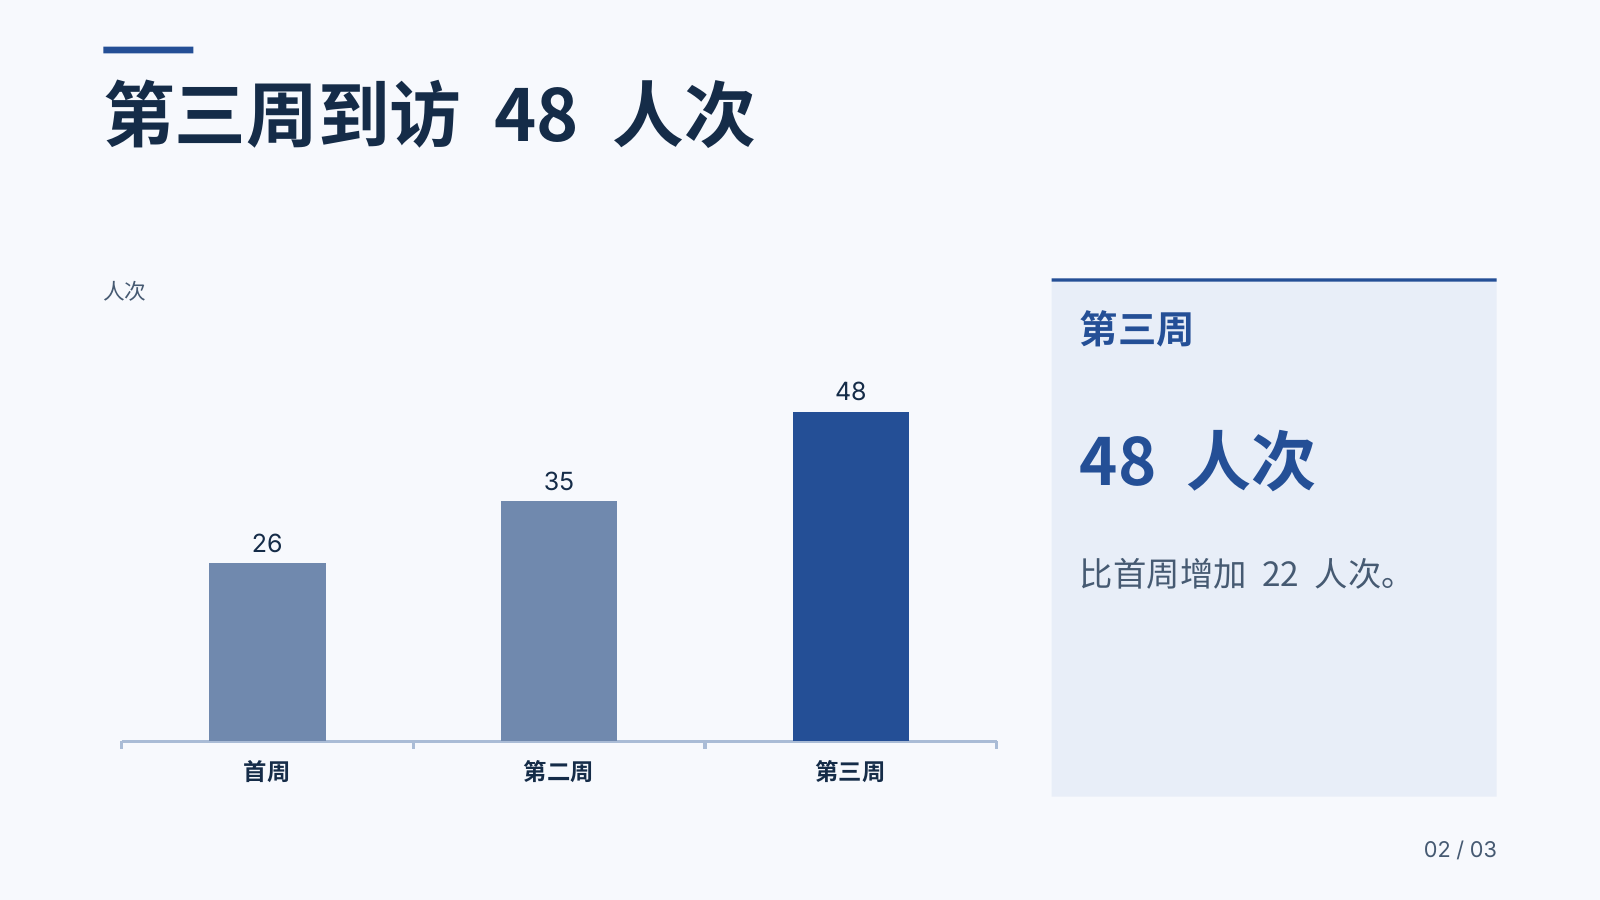 第三周到访 48 人次
人次
48
35
26
首周
第二周
第三周
第三周
48 人次
比首周增加 22 人次。
02 / 03